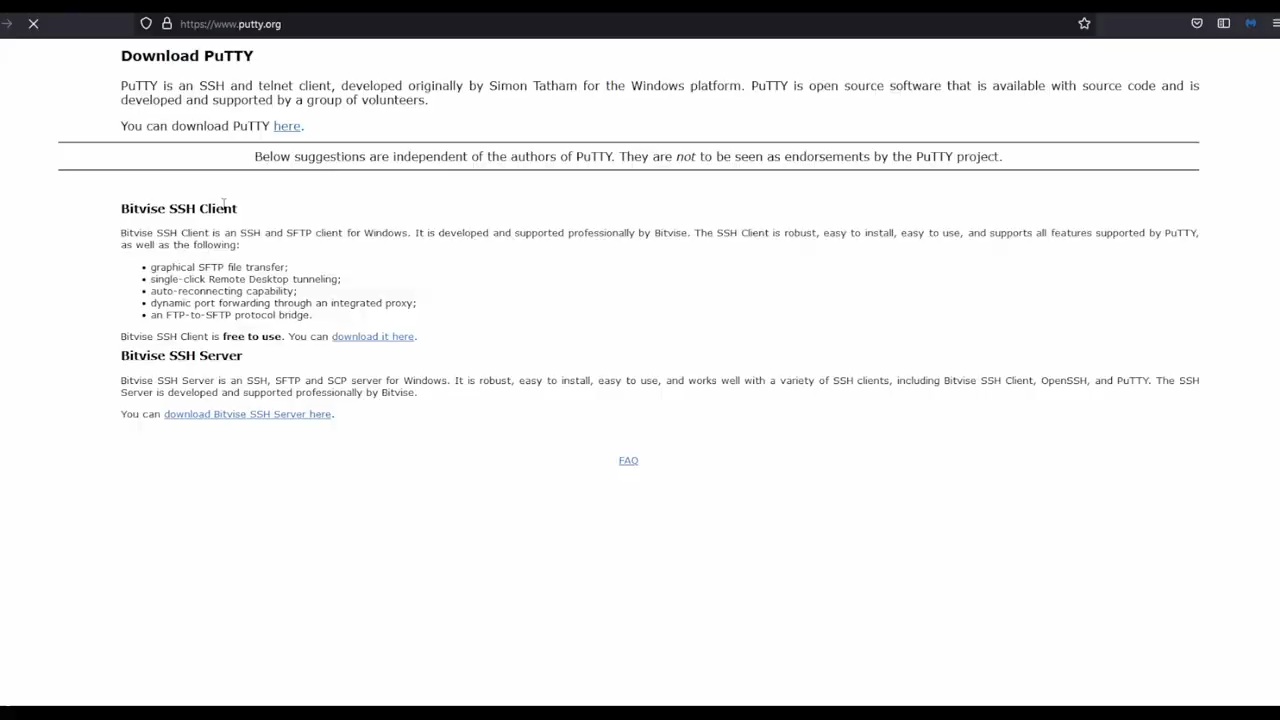 https://www.putty.org
Download PuTTY
PuTTY is an SSH and telnet client, developed originally by Simon Tatham for the Windows platform. PuTTY is open source software that is available with source code and is
developed and supported by a group of volunteers.
You can download PuTTY here.
Below suggestions are independent of the authors of PuTTY. They are not to be seen as endorsements by the PuTTY project.
Bitvise SSH Client
Bitvise SSH Client is an SSH and SFTP client for Windows. It is developed and supported professionally by Bitvise. The SSH Client is robust, easy to install, easy to use, and supports all features supported by PuTTY,
as well as the following:
• graphical SFTP file transfer;
• single-click Remote Desktop tunneling;
• auto-reconnecting capability;
• dynamic port forwarding through an integrated proxy;
• an FTP-to-SFTP protocol bridge.
Bitvise SSH Client is free to use. You can download it here.
Bitvise SSH Server
Bitvise SSH Server is an SSH, SFTP and SCP server for Windows. It is robust, easy to install, easy to use, and works well with a variety of SSH clients, including Bitvise SSH Client, OpenSSH, and PuTTY. The SSH
Server is developed and supported professionally by Bitvise.
You can download Bitvise SSH Server here.
FAQ